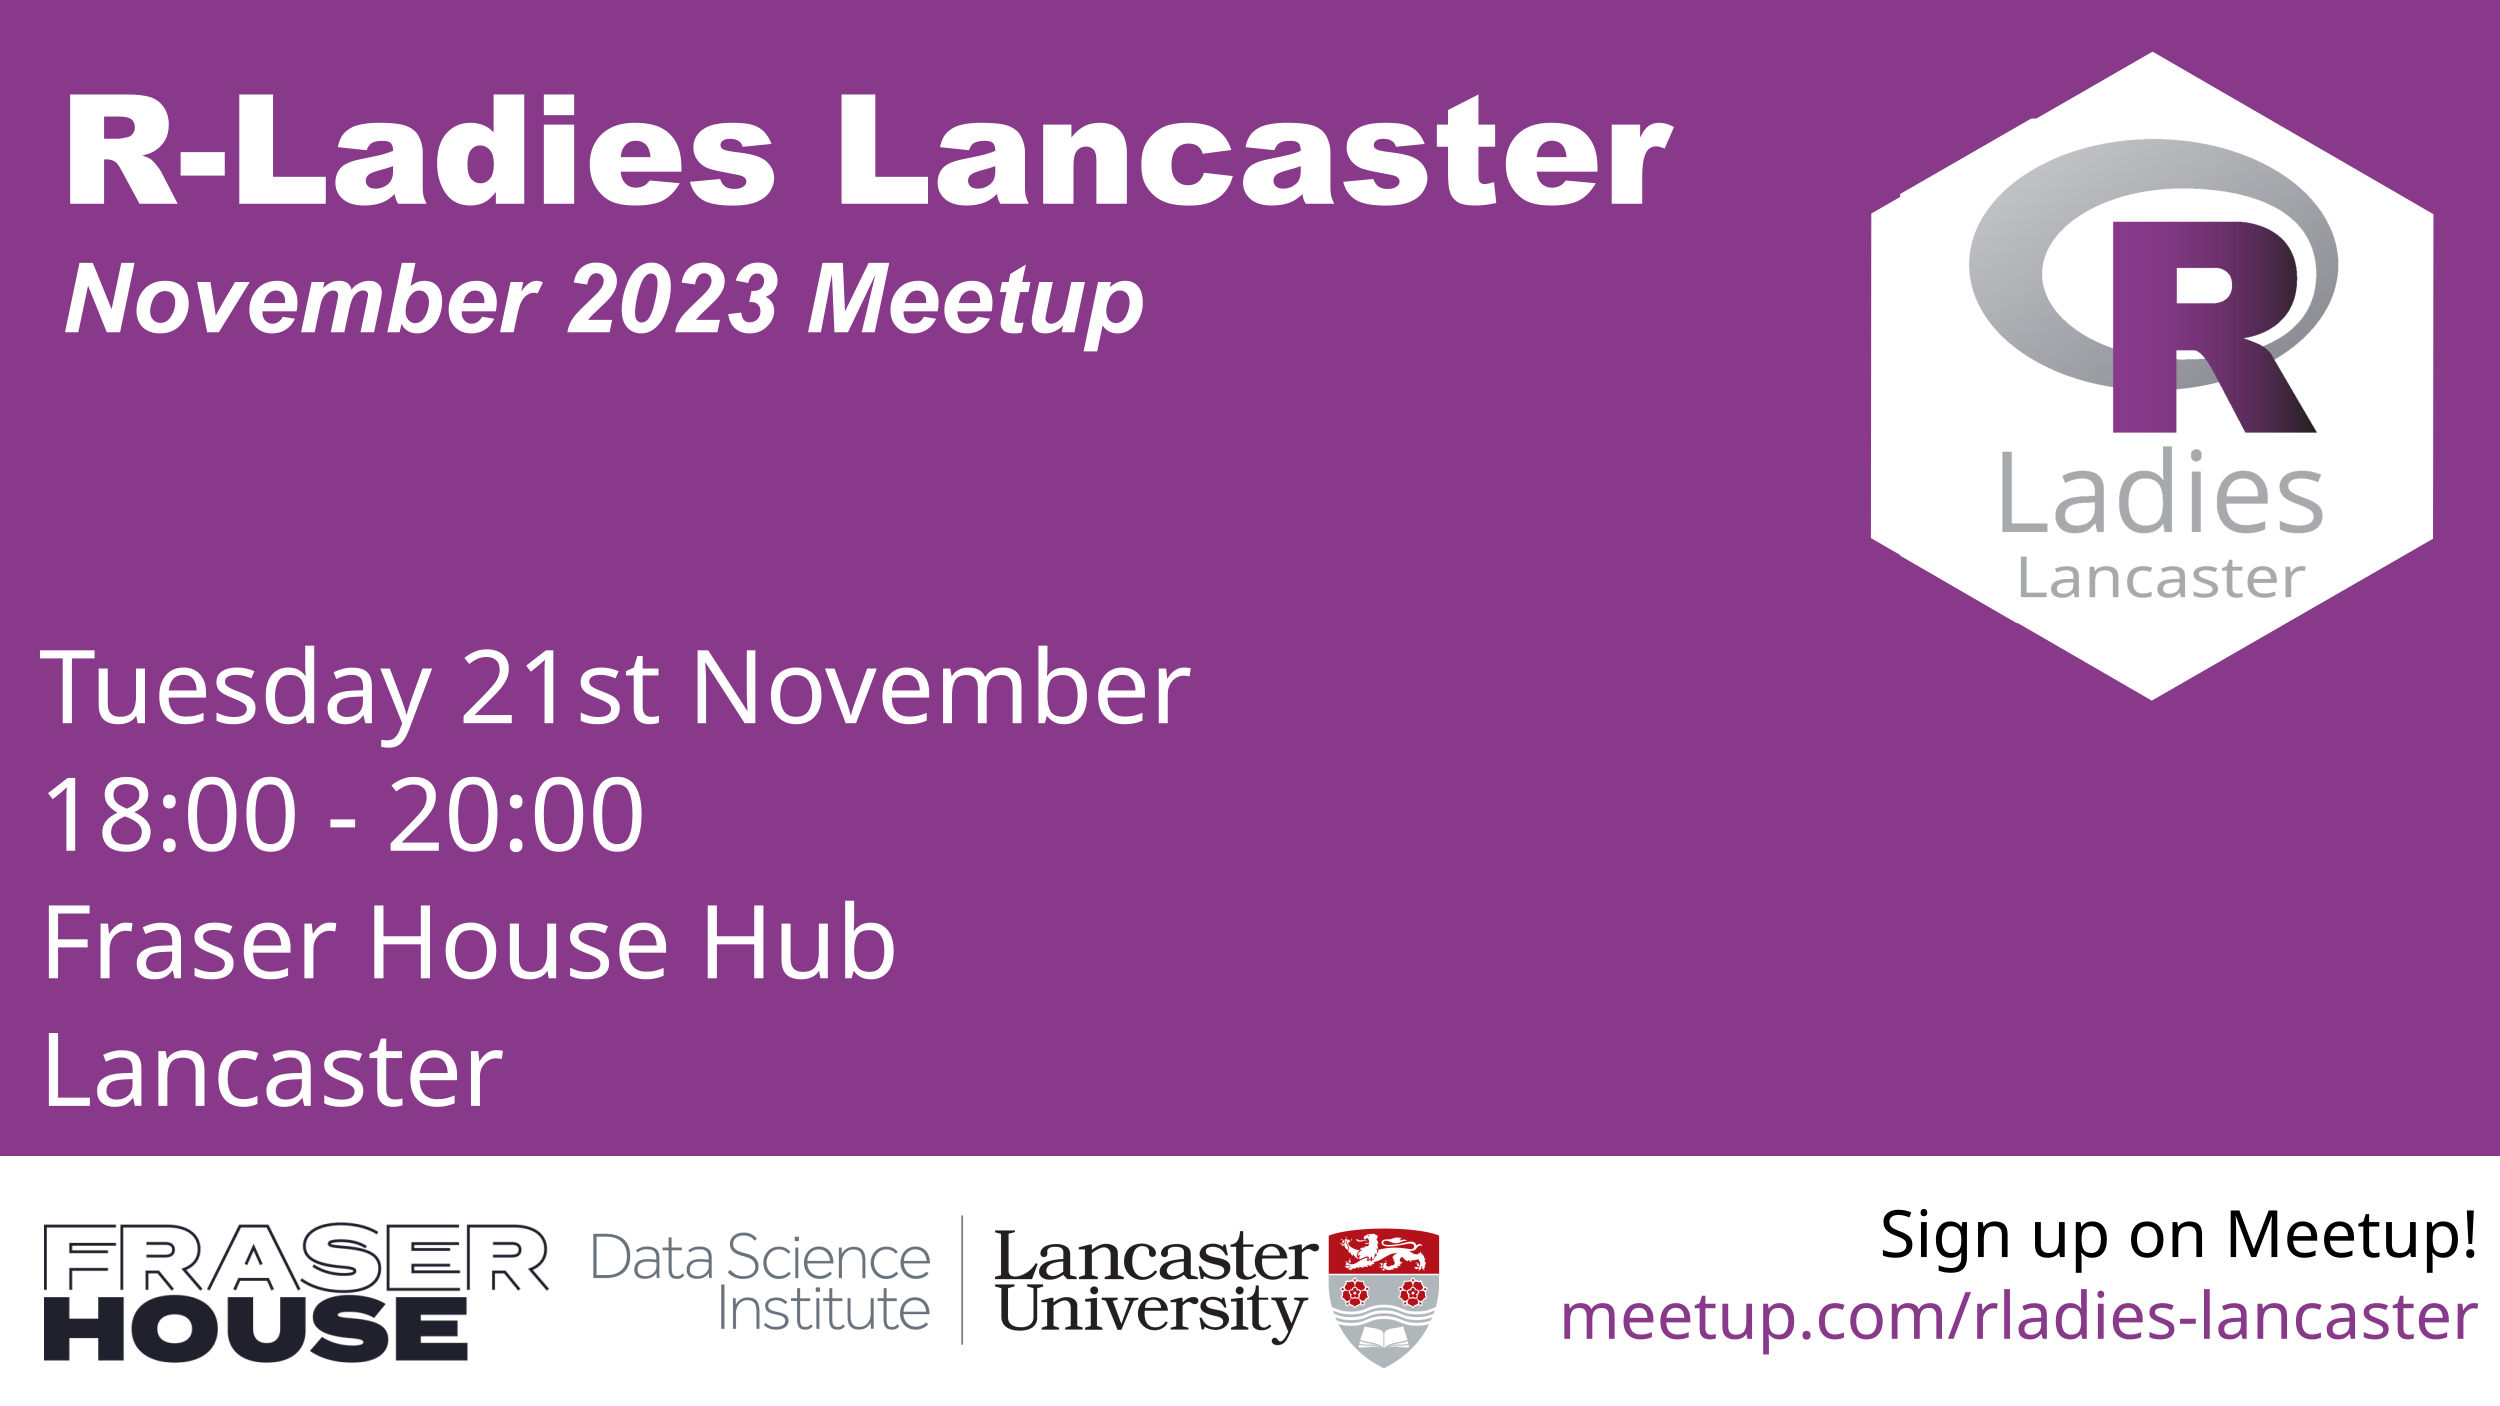 R-Ladies Lancaster
November 2023 Meetup
R
Ladies
Lancaster
Tuesday 21st November
18:00 - 20:00
Fraser House Hub
Lancaster
FRASER
HOUSE
Data Science
Institute
Lancaster
University
Sign up on Meetup!
meetup.com/rladies-lancaster